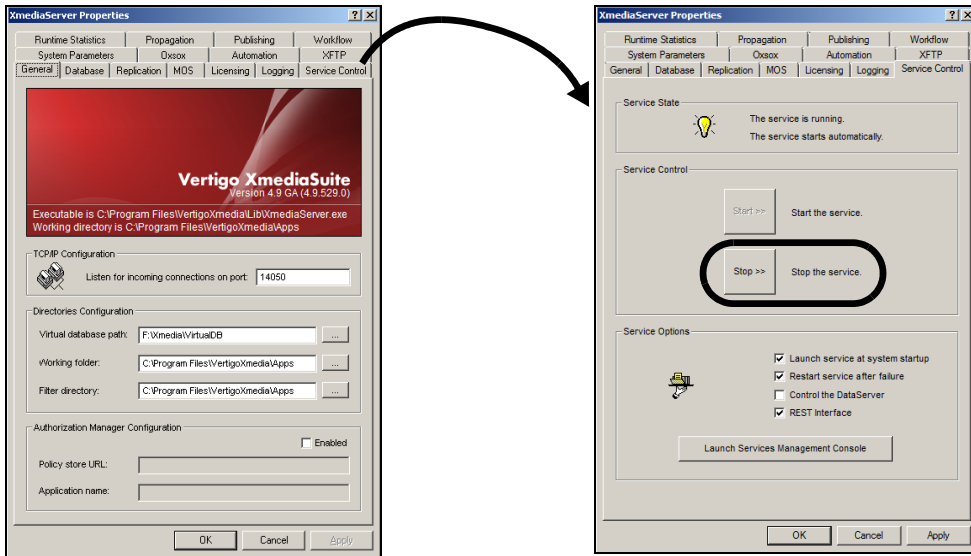 XmediaServer Properties
Runtime Statistics Propagation Publishing Workflow
System Parameters Oxsox Automation XFTP
General Database Replication MOS Licensing Logging Service Control
Vertigo XmediaSuite
Version 4.9 GA (4.9.529.0)
Executable is C:\Program Files\VertigoXmedia\Lib\XmediaServer.exe
Working directory is C:\Program Files\VertigoXmedia\Apps
TCP/IP Configuration
Listen for incoming connections on port: 14050
Directories Configuration
Virtual database path: F:\Xmedia\VirtualDB ...
Working folder: C:\Program Files\VertigoXmedia\Apps ...
Filter directory: C:\Program Files\VertigoXmedia\Apps ...
Authorization Manager Configuration
Enabled
Policy store URL:
Application name:
OK Cancel Apply
XmediaServer Properties
Runtime Statistics Propagation Publishing Workflow
System Parameters Oxsox Automation XFTP
General Database Replication MOS Licensing Logging Service Control
Service State
The service is running.
The service starts automatically.
Service Control
Start >> Start the service.
Stop >> Stop the service.
Service Options
Launch service at system startup
Restart service after failure
Control the DataServer
REST Interface
Launch Services Management Console
OK Cancel Apply